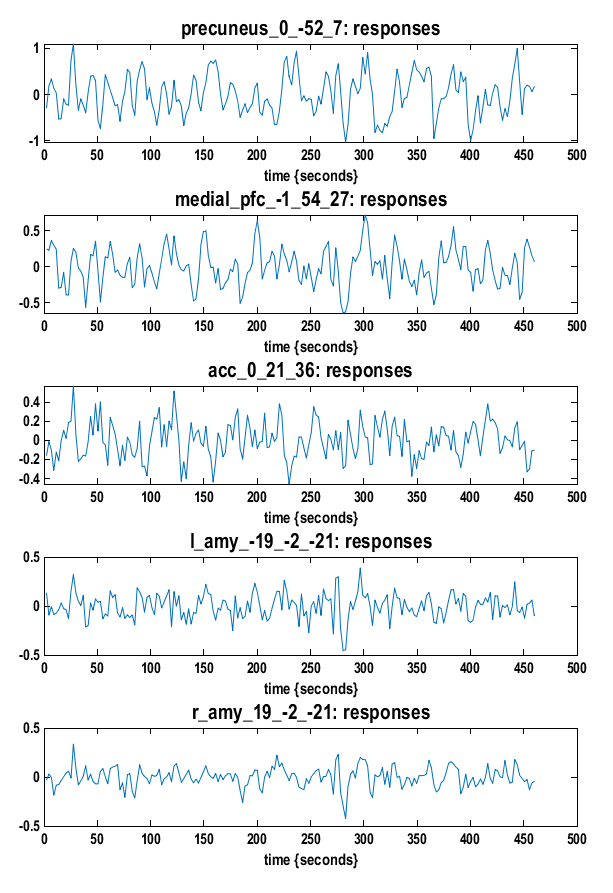 precuneus_0_-52_7: responses
1
0
-1
0 50 100 150 200 250 300 350 400 450 500
time {seconds}
medial_pfc_-1_54_27: responses
0.5
0
-0.5
0 50 100 150 200 250 300 350 400 450 500
time {seconds}
acc_0_21_36: responses
0.4
0.2
0
-0.2
-0.4
0 50 100 150 200 250 300 350 400 450 500
time {seconds}
l_amy_-19_-2_-21: responses
0.5
0
-0.5
0 50 100 150 200 250 300 350 400 450 500
time {seconds}
r_amy_19_-2_-21: responses
0.5
0
-0.5
0 50 100 150 200 250 300 350 400 450 500
time {seconds}